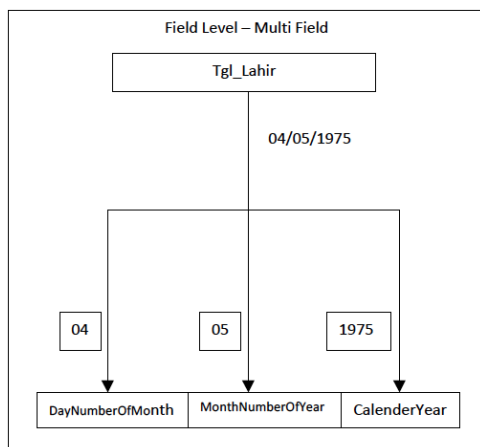 Field Level – Multi Field
Tgl_Lahir
04/05/1975
04
05
1975
DayNumberOfMonth
MonthNumberOfYear
CalenderYear